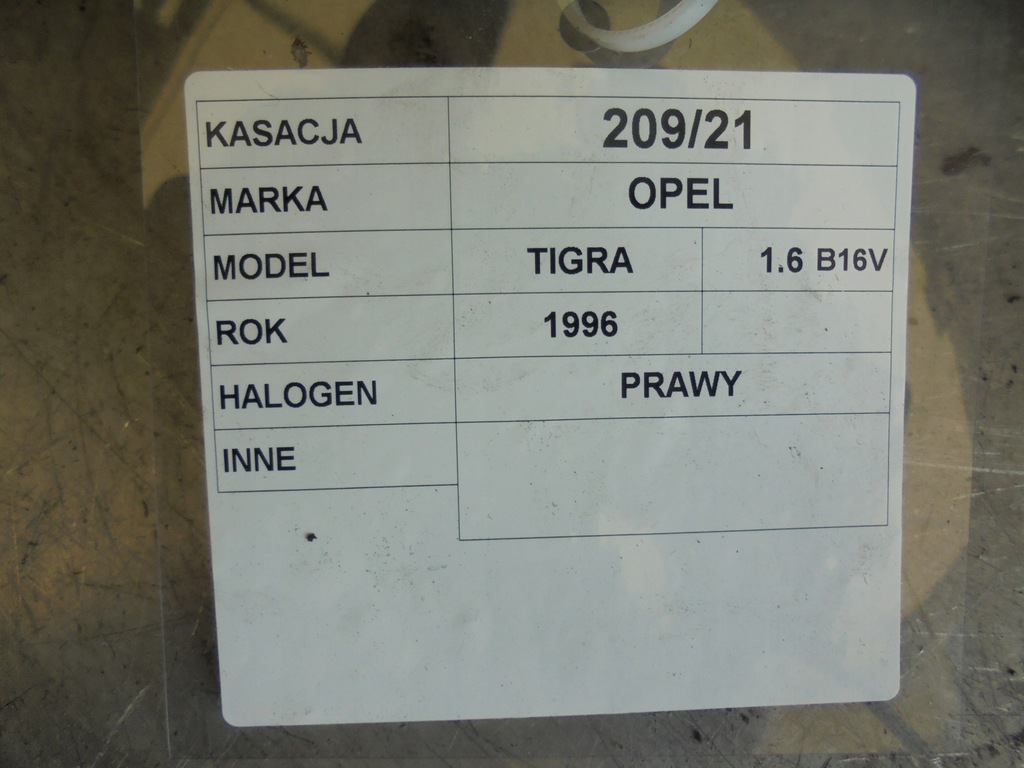 KASACJA 209/21
MARKA OPEL
MODEL TIGRA 1.6 B16V
ROK 1996
HALOGEN PRAWY
INNE